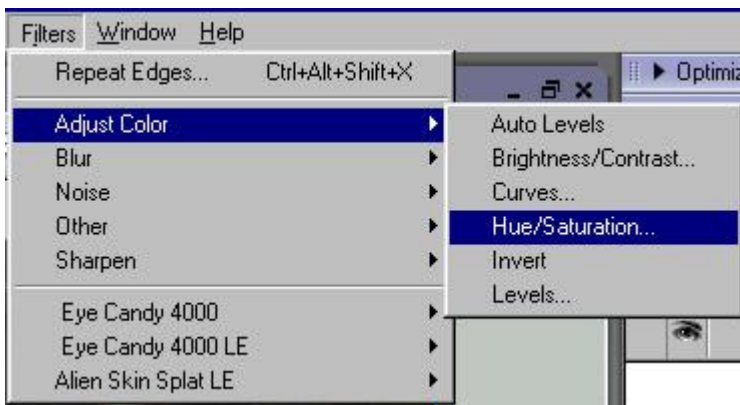 Filters Window Help
Repeat Edges... Ctrl+Alt+Shift+X
Optimiz
Adjust Color
Blur
Noise
Other
Sharpen
Eye Candy 4000
Eye Candy 4000 LE
Alien Skin Splat LE
Auto Levels
Brightness/Contrast...
Curves...
Hue/Saturation...
Invert
Levels...